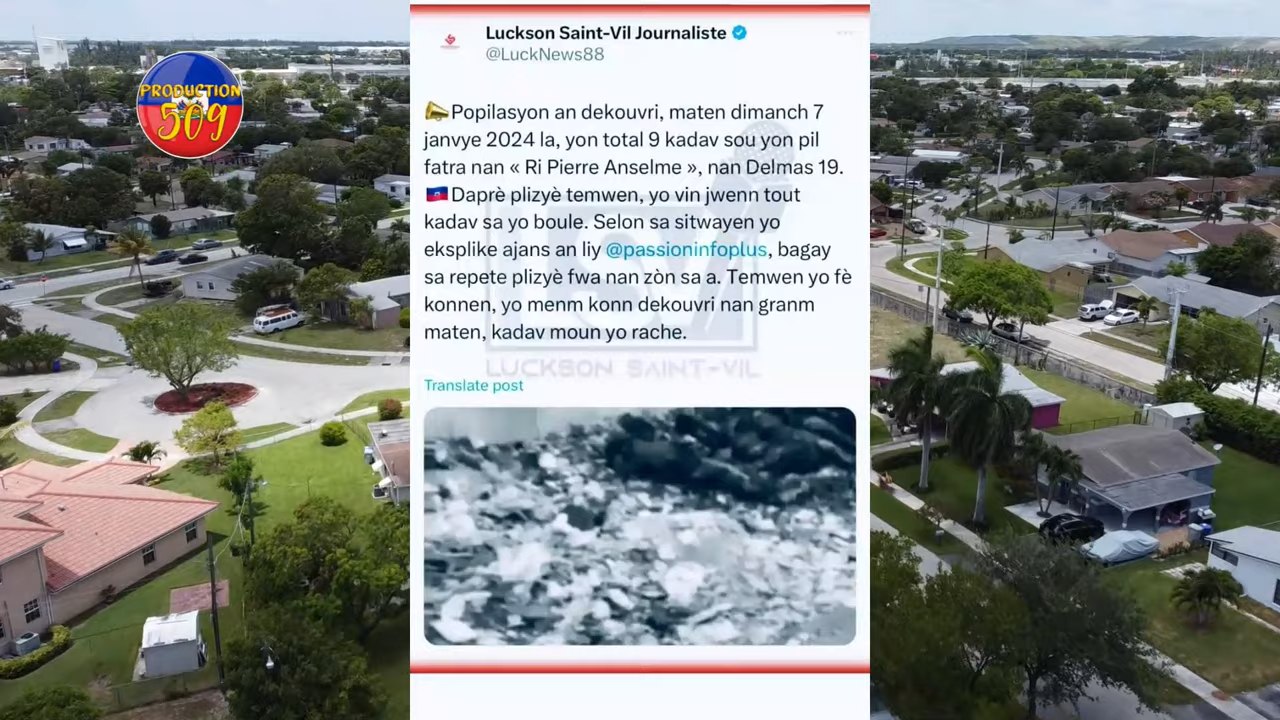 PRODUCTION
509
Luckson Saint-Vil Journaliste
@LuckNews88
Popilasyon an dekouvri, maten dimanch 7
janvye 2024 la, yon total 9 kadav sou yon pil
fatra nan « Ri Pierre Anselme », nan Delmas 19.
Daprè plizyè temwen, yo vin jwenn tout
kadav sa yo boule. Selon sa sitwayen yo
eksplike ajans an liy @passioninfoplus, bagay
sa repete plizyè fwa nan zòn sa a. Temwen yo fè
konnen, yo menm konn dekouvri nan granm
maten, kadav moun yo rache.
LUCKSON SAINT-VIL
Translate post